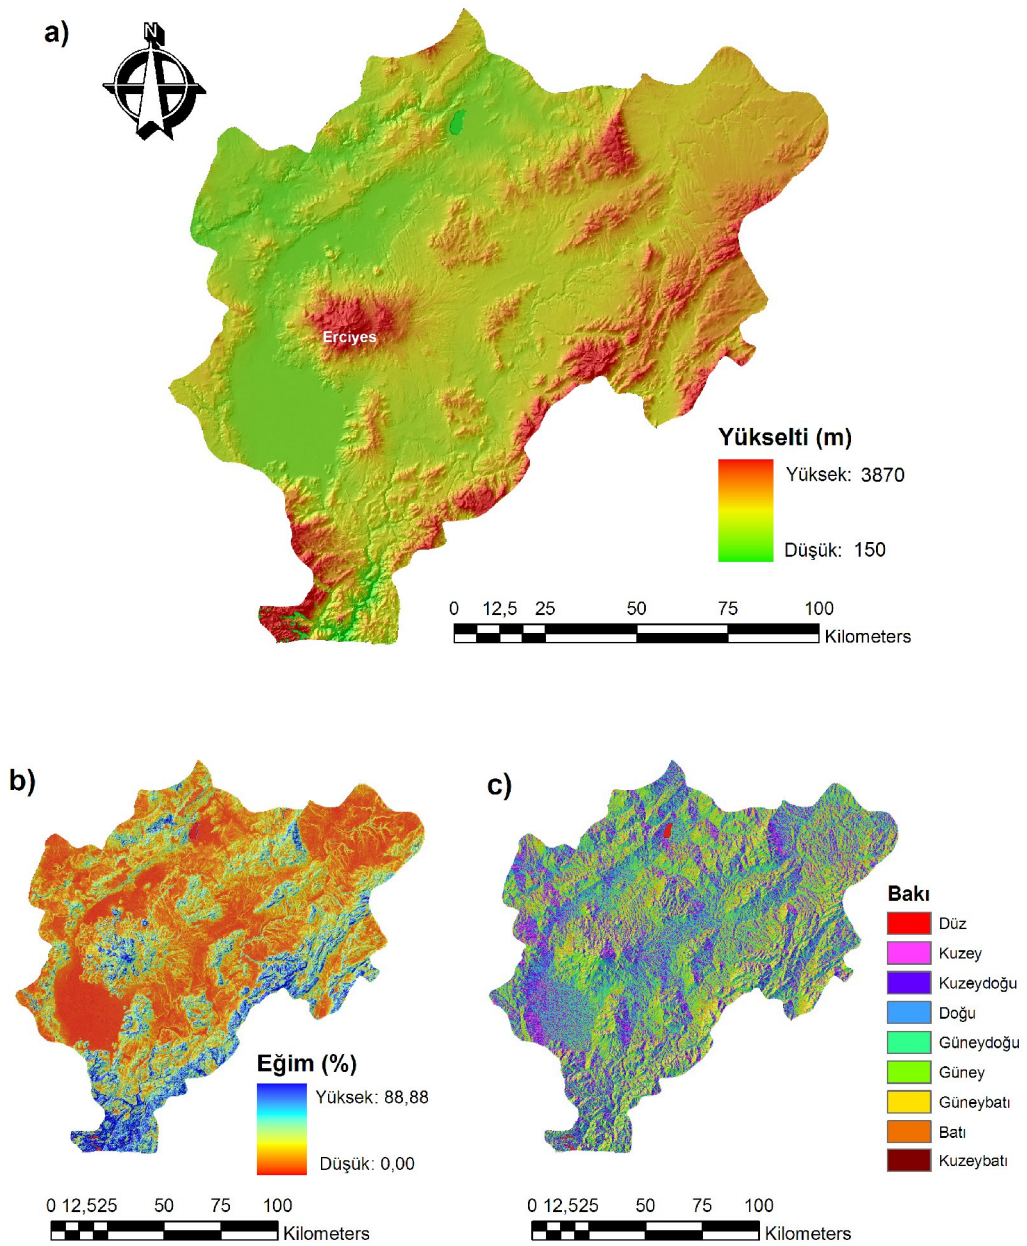 a)
N
Erciyes
Yükselti (m)
Yüksek: 3870
Düşük: 150
0 12,5 25 50 75 100
Kilometers
b)
Eğim (%)
Yüksek: 88,88
Düşük: 0,00
0 12,525 50 75 100
Kilometers
c)
Bakı
Düz
Kuzey
Kuzeydoğu
Doğu
Güneydoğu
Güney
Güneybatı
Batı
Kuzeybatı
0 12,525 50 75 100
Kilometers